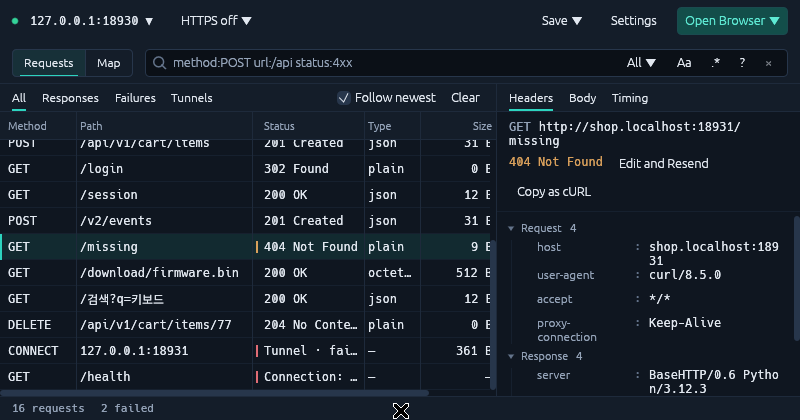 127.0.0.1:18930 ▼ HTTPS off ▼ Save ▼ Settings Open Browser ▼
Requests Map method:POST url:/api status:4xx All ▼ Aa .* ? ×
All Responses Failures Tunnels Follow newest Clear
Method Path Status Type Size
POST /api/v1/cart/items 201 Created json 31 B
GET /login 302 Found plain 0 B
GET /session 200 OK json 12 B
POST /v2/events 201 Created json 31 B
GET /missing 404 Not Found plain 9 B
GET /download/firmware.bin 200 OK octet… 512 B
GET /검색?q=키보드 200 OK json 12 B
DELETE /api/v1/cart/items/77 204 No Conte… plain 0 B
CONNECT 127.0.0.1:18931 Tunnel · fai… — 361 B
GET /health Connection: … — —
16 requests 2 failed
Headers Body Timing
GET http://shop.localhost:18931/
missing
404 Not Found Edit and Resend
Copy as cURL
Request 4
host : shop.localhost:189
31
user-agent : curl/8.5.0
accept : */*
proxy-
connection : Keep-Alive
Response 4
server : BaseHTTP/0.6 Pytho
n/3.12.3